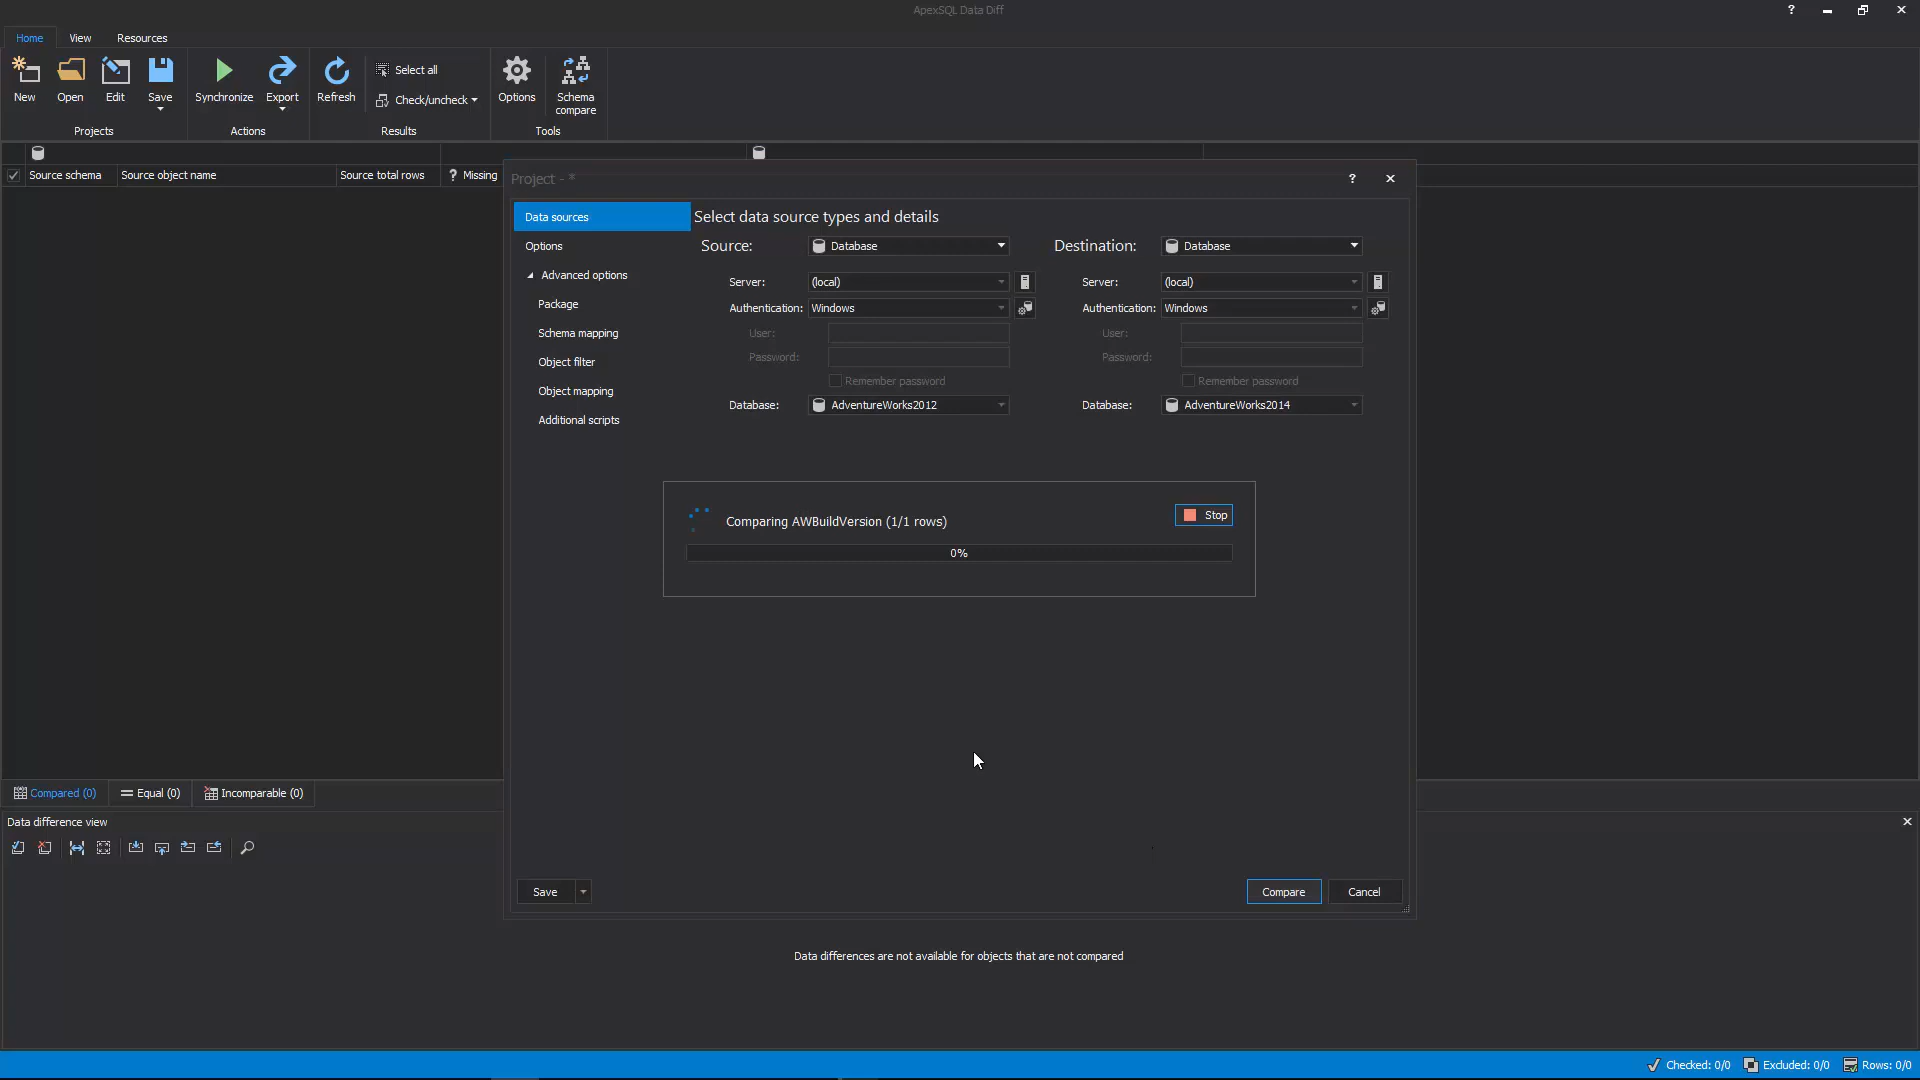 ApexSQL Data Diff
?
Home View Resources
New Open Edit Save Synchronize Export Refresh Select all Check/uncheck Options Schema compare
Projects Actions Results Tools
Source schema Source object name Source total rows ? Missing
Project - * ?
Data sources
Options
Advanced options
Package
Schema mapping
Object filter
Object mapping
Additional scripts
Select data source types and details
Source: Database Destination: Database
Server: (local) Server: (local)
Authentication: Windows Authentication: Windows
User: User:
Password: Password:
Remember password Remember password
Database: AdventureWorks2012 Database: AdventureWorks2014
Comparing AWBuildVersion (1/1 rows) Stop
0%
Save Compare Cancel
Compared (0) Equal (0) Incomparable (0)
Data difference view
Data differences are not available for objects that are not compared
Checked: 0/0 Excluded: 0/0 Rows: 0/0